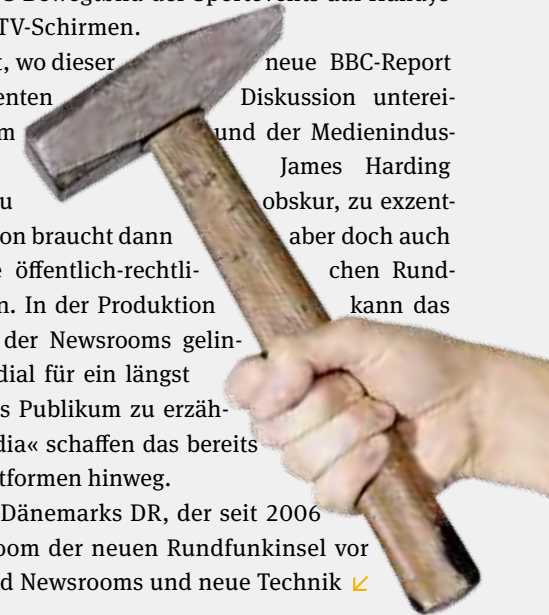 TV-Schirmen.
, wo dieser neue BBC-Report
enten Diskussion unterei-
m und der Medienindus-
James Harding
u obskur, zu exzent-
on braucht dann aber doch auch
e öffentlich-rechtli- chen Rund-
n. In der Produktion kann das
der Newsrooms gelin-
dial für ein längst
s Publikum zu erzäh-
dia« schaffen das bereits
tformen hinweg.
Dänemarks DR, der seit 2006
oom der neuen Rundfunkinsel vor
d Newsrooms und neue Technik ↙